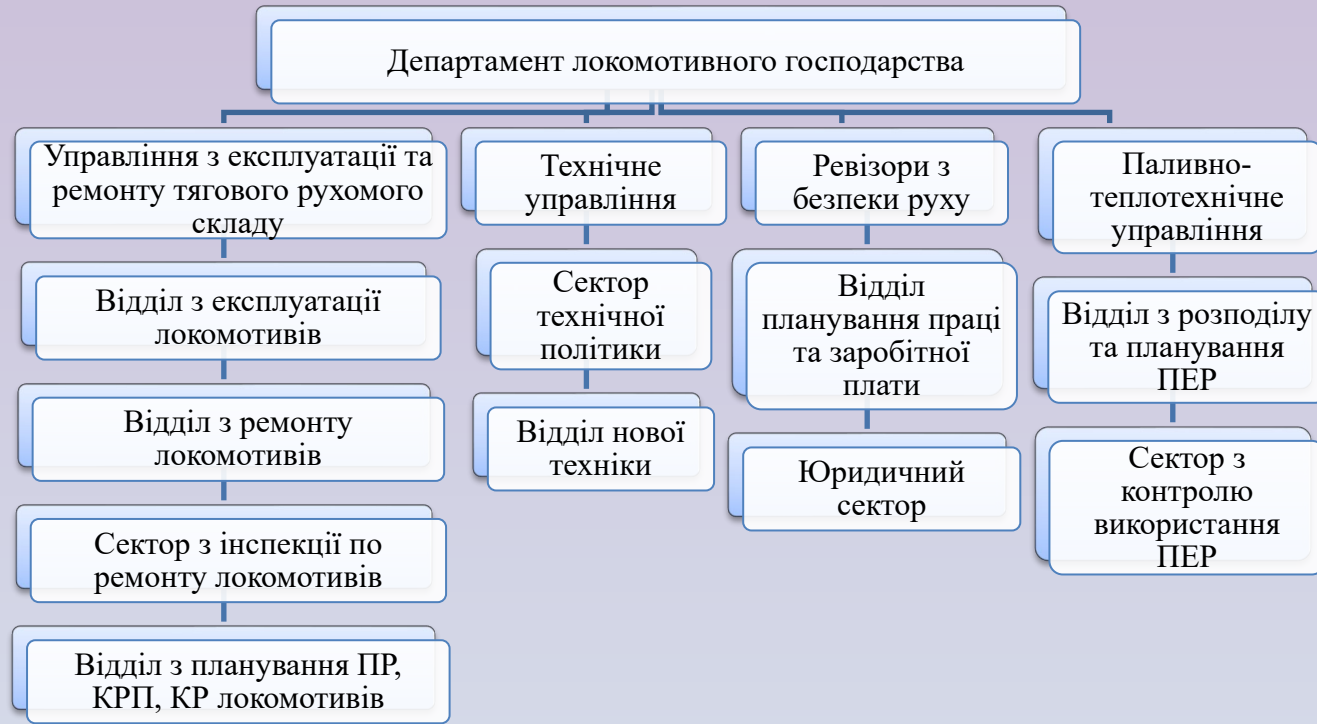 Департамент локомотивного господарства
Управління з експлуатації та
ремонту тягового рухомого
складу
Відділ з експлуатації
локомотивів
Відділ з ремонту
локомотивів
Сектор з інспекції по
ремонту локомотивів
Відділ з планування ПР,
КРП, КР локомотивів
Технічне
управління
Сектор
технічної
політики
Відділ нової
техніки
Ревізори з
безпеки руху
Відділ
планування праці
та заробітної
плати
Юридичний
сектор
Паливно-
теплотехнічне
управління
Відділ з розподілу
та планування
ПЕР
Сектор з
контролю
використання
ПЕР